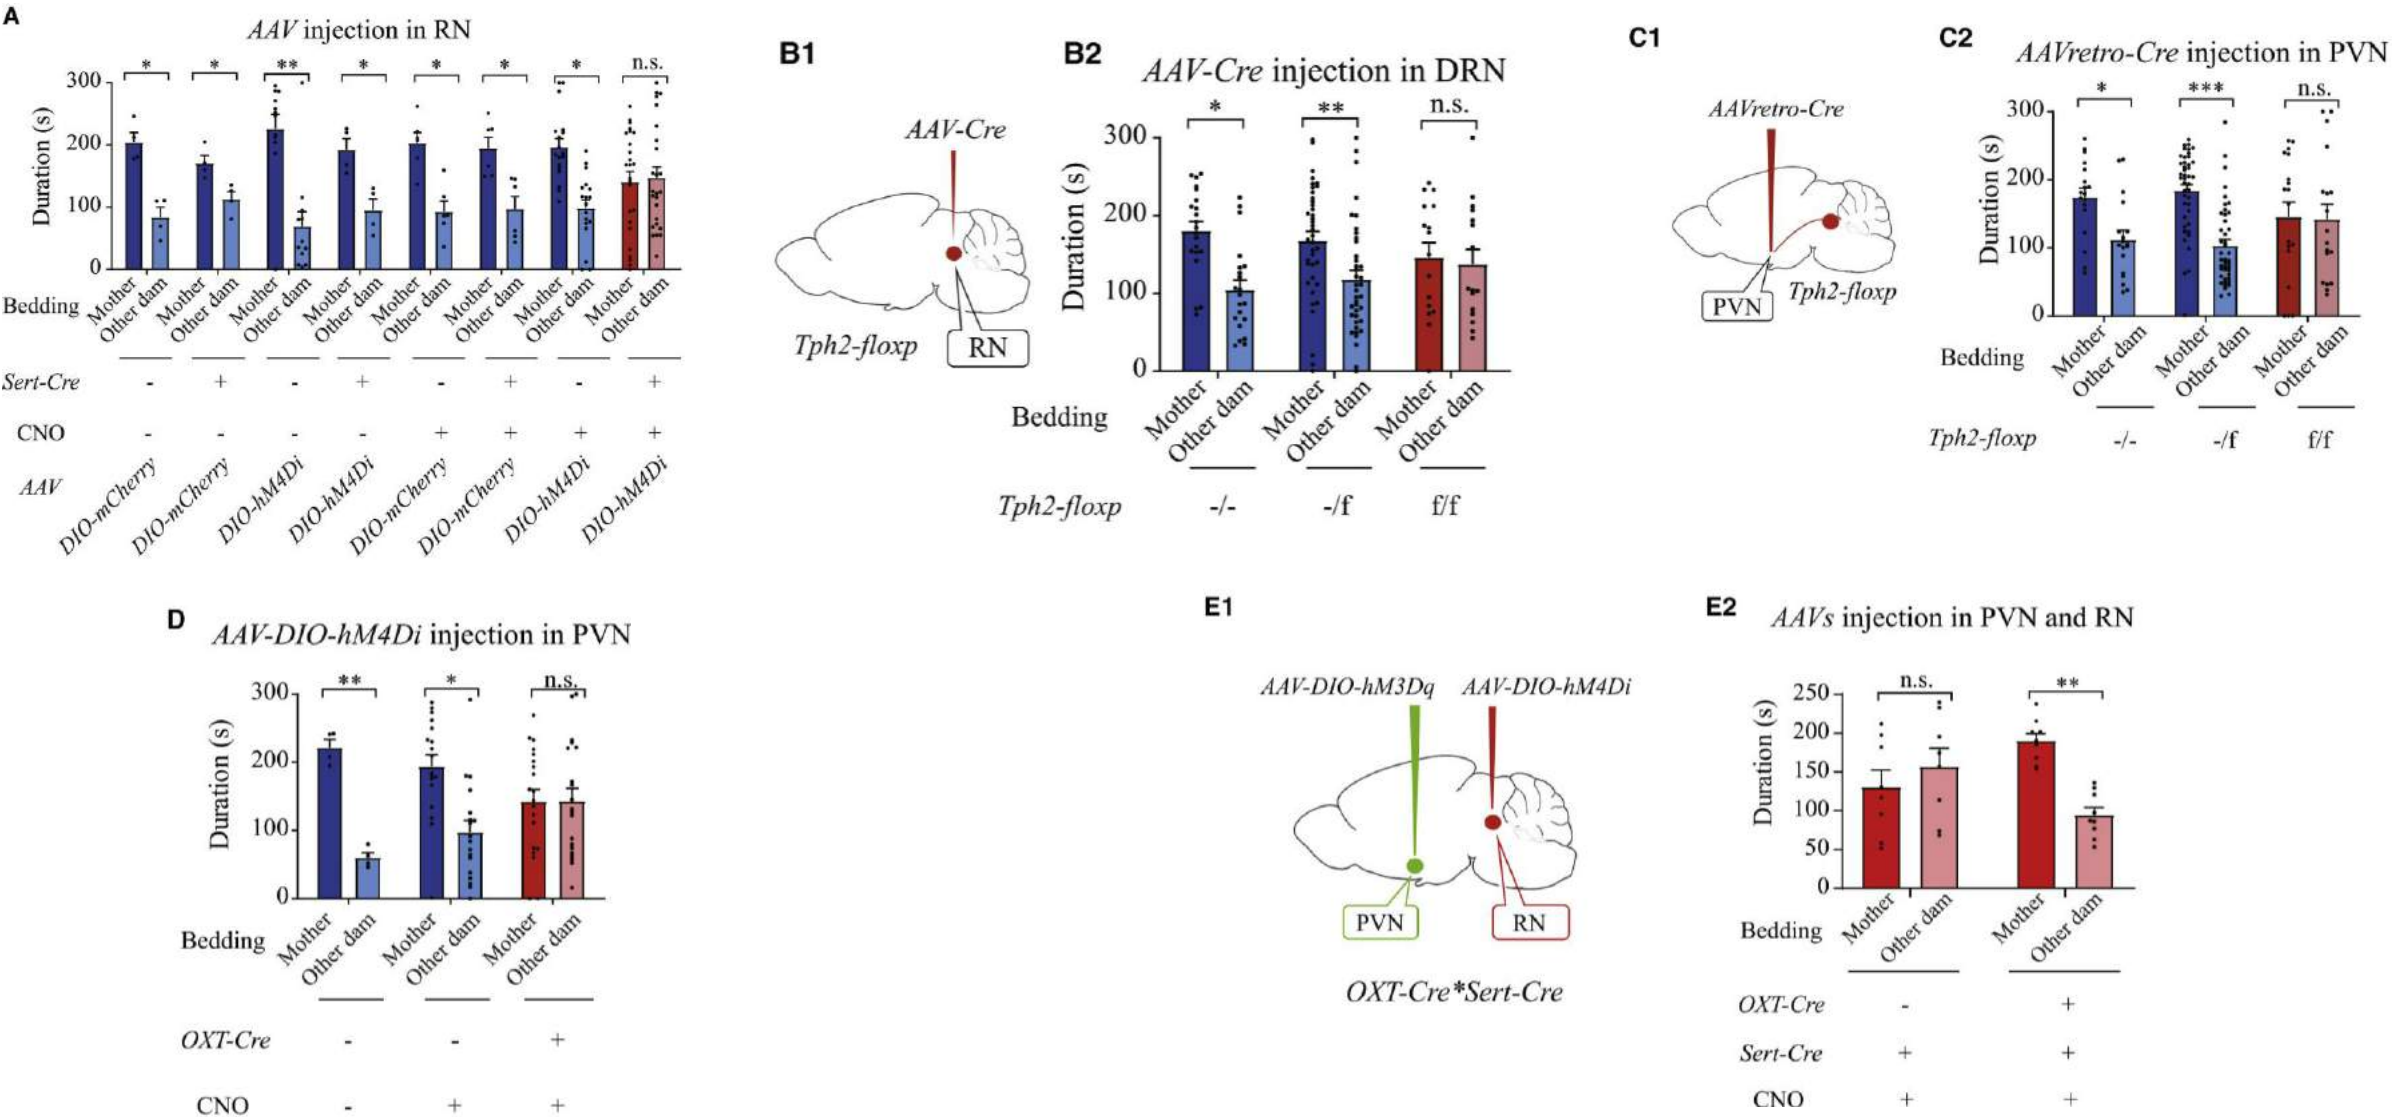 A
AAV injection in RN
* * ** * * * * n.s.
Duration (s)
300
200
100
0
Bedding
Mother Other dam Mother Other dam Mother Other dam Mother Other dam Mother Other dam Mother Other dam Mother Other dam Mother Other dam
Sert-Cre - + - + - + - +
CNO - - - - + + + +
AAV DIO-mCherry DIO-mCherry DIO-hM4Di DIO-hM4Di DIO-mCherry DIO-mCherry DIO-hM4Di DIO-hM4Di
B1
AAV-Cre
Tph2-floxp
RN
B2
AAV-Cre injection in DRN
* ** n.s.
Duration (s)
300
200
100
0
Bedding
Mother Other dam Mother Other dam Mother Other dam
Tph2-floxp -/- -/f f/f
C1
AAVretro-Cre
PVN
Tph2-floxp
C2
AAVretro-Cre injection in PVN
* *** n.s.
Duration (s)
300
200
100
0
Bedding
Mother Other dam Mother Other dam Mother Other dam
Tph2-floxp -/- -/f f/f
D
AAV-DIO-hM4Di injection in PVN
** * n.s.
Duration (s)
300
200
100
0
Bedding
Mother Other dam Mother Other dam Mother Other dam
OXT-Cre - - +
CNO - + +
E1
AAV-DIO-hM3Dq AAV-DIO-hM4Di
PVN
RN
OXT-Cre*Sert-Cre
E2
AAVs injection in PVN and RN
n.s. **
Duration (s)
250
200
150
100
50
0
Bedding
Mother Other dam Mother Other dam
OXT-Cre - +
Sert-Cre + +
CNO + +